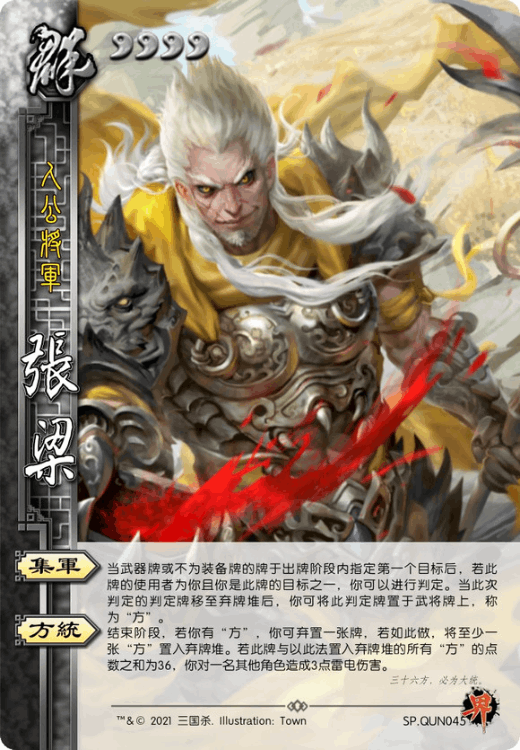 群
人公將軍
張梁
集軍
当武器牌或不为装备牌的牌于出牌阶段内指定第一个目标后，若此
牌的使用者为你且你是此牌的目标之一，你可以进行判定。当此次
判定的判定牌移至弃牌堆后，你可将此判定牌置于武将牌上，称
为“方”。
方統
结束阶段，若你有“方”，你可弃置一张牌，若如此做，将至少一
张“方”置入弃牌堆。若此牌与以此法置入弃牌堆的所有“方”的点
数之和为36，你对一名其他角色造成3点雷电伤害。
三十六方，必为大统。
界
™&© 2021 三国杀. Illustration: Town
SP.QUN045